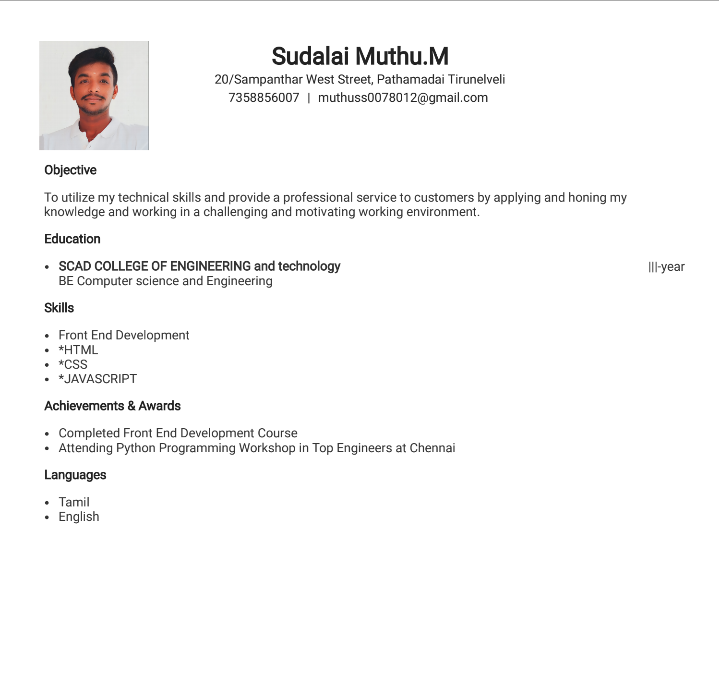 Sudalai Muthu.M
20/Sampanthar West Street, Pathamadai Tirunelveli
7358856007 | muthuss0078012@gmail.com
Objective
To utilize my technical skills and provide a professional service to customers by applying and honing my
knowledge and working in a challenging and motivating working environment.
Education
• SCAD COLLEGE OF ENGINEERING and technology |||-year
BE Computer science and Engineering
Skills
• Front End Development
• *HTML
• *CSS
• *JAVASCRIPT
Achievements & Awards
• Completed Front End Development Course
• Attending Python Programming Workshop in Top Engineers at Chennai
Languages
• Tamil
• English